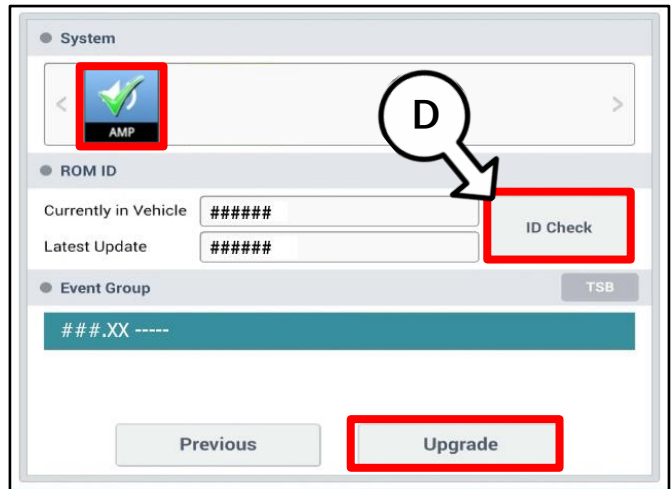 System
<
AMP
>
D
ROM ID
Currently in Vehicle ######
ID Check
Latest Update ######
Event Group
TSB
###.XX -----
Previous
Upgrade